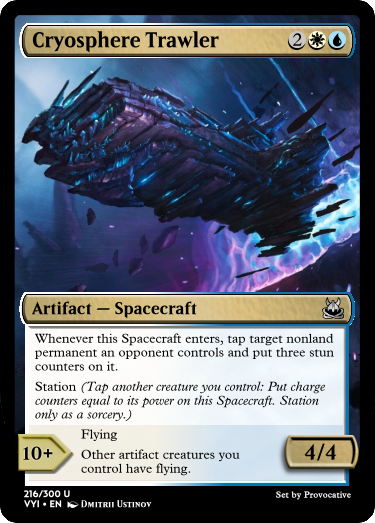 Cryosphere Trawler 2
Artifact — Spacecraft
Whenever this Spacecraft enters, tap target nonland
permanent an opponent controls and put three stun
counters on it.
Station (Tap another creature you control: Put charge
counters equal to its power on this Spacecraft. Station
only as a sorcery.)
10+
Flying
Other artifact creatures you
control have flying.
4/4
216/300 U
VYI • EN Dmitrii Ustinov
Set by Provocative